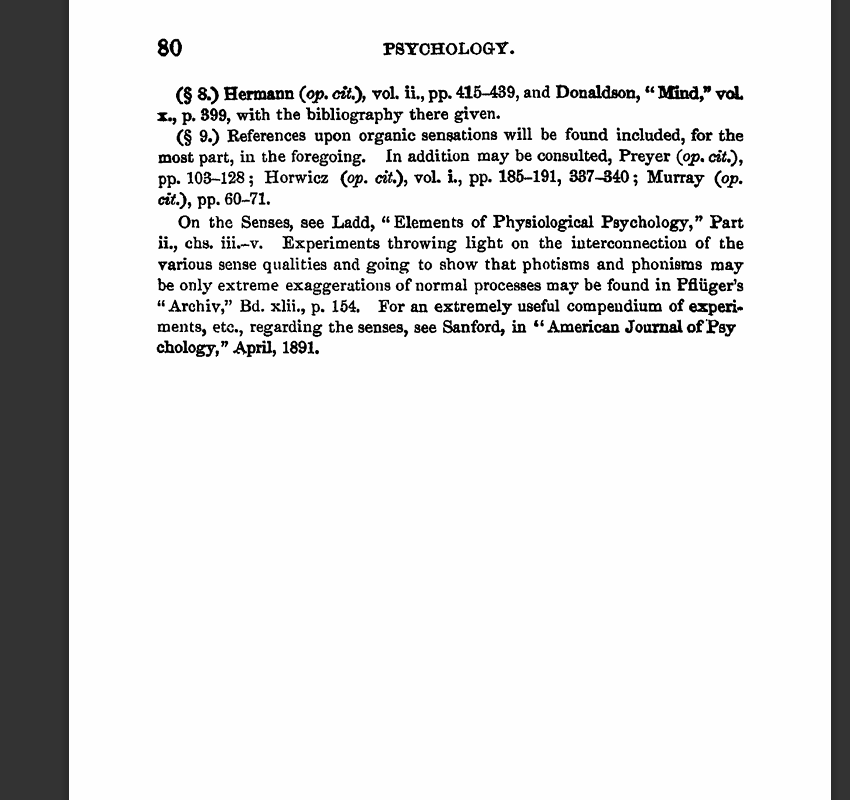 80 PSYCHOLOGY.
(§ 8.) Hermann (op. cit.), vol. ii., pp. 415–439, and Donaldson, “Mind,” vol.
x., p. 399, with the bibliography there given.
(§ 9.) References upon organic sensations will be found included, for the
most part, in the foregoing. In addition may be consulted, Preyer (op. cit.),
pp. 103–128; Horwicz (op. cit.), vol. i., pp. 185–191, 337–340; Murray (op.
cit.), pp. 60–71.
On the Senses, see Ladd, “Elements of Physiological Psychology,” Part
ii., chs. iii.–v. Experiments throwing light on the interconnection of the
various sense qualities and going to show that photisms and phonisms may
be only extreme exaggerations of normal processes may be found in Pflüger’s
“Archiv,” Bd. xlii., p. 154. For an extremely useful compendium of experi-
ments, etc., regarding the senses, see Sanford, in “American Journal of Psy
chology,” April, 1891.